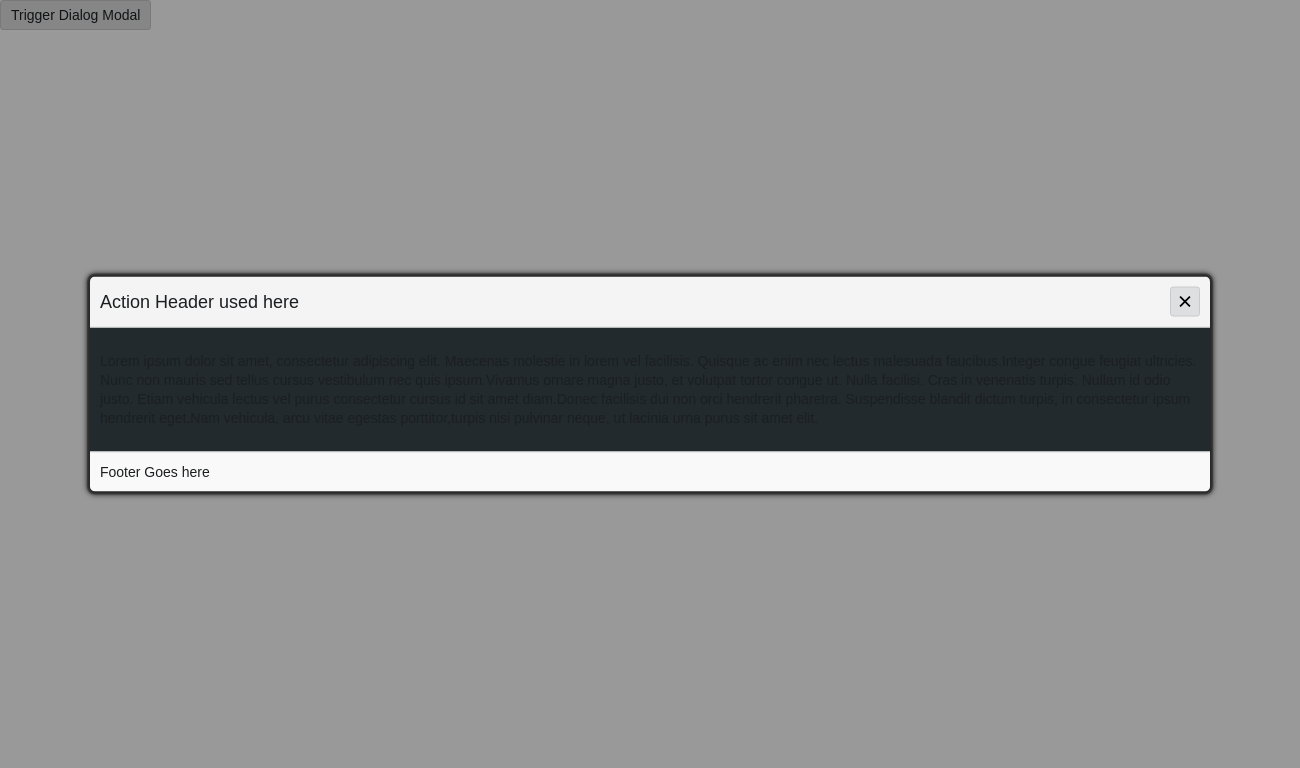 Trigger Dialog Modal
Action Header used here
Lorem ipsum dolor sit amet, consectetur adipiscing elit. Maecenas molestie in lorem vel facilisis. Quisque ac enim nec lectus malesuada faucibus.Integer congue feugiat ultricies.
Nunc non mauris sed tellus cursus vestibulum nec quis ipsum.Vivamus ornare magna justo, et volutpat tortor congue ut. Nulla facilisi. Cras in venenatis turpis. Nullam id odio
justo. Etiam vehicula lectus vel purus consectetur cursus id sit amet diam.Donec facilisis dui non orci hendrerit pharetra. Suspendisse blandit dictum turpis, in consectetur ipsum
hendrerit eget.Nam vehicula, arcu vitae egestas porttitor,turpis nisi pulvinar neque, ut lacinia urna purus sit amet elit.
Footer Goes here